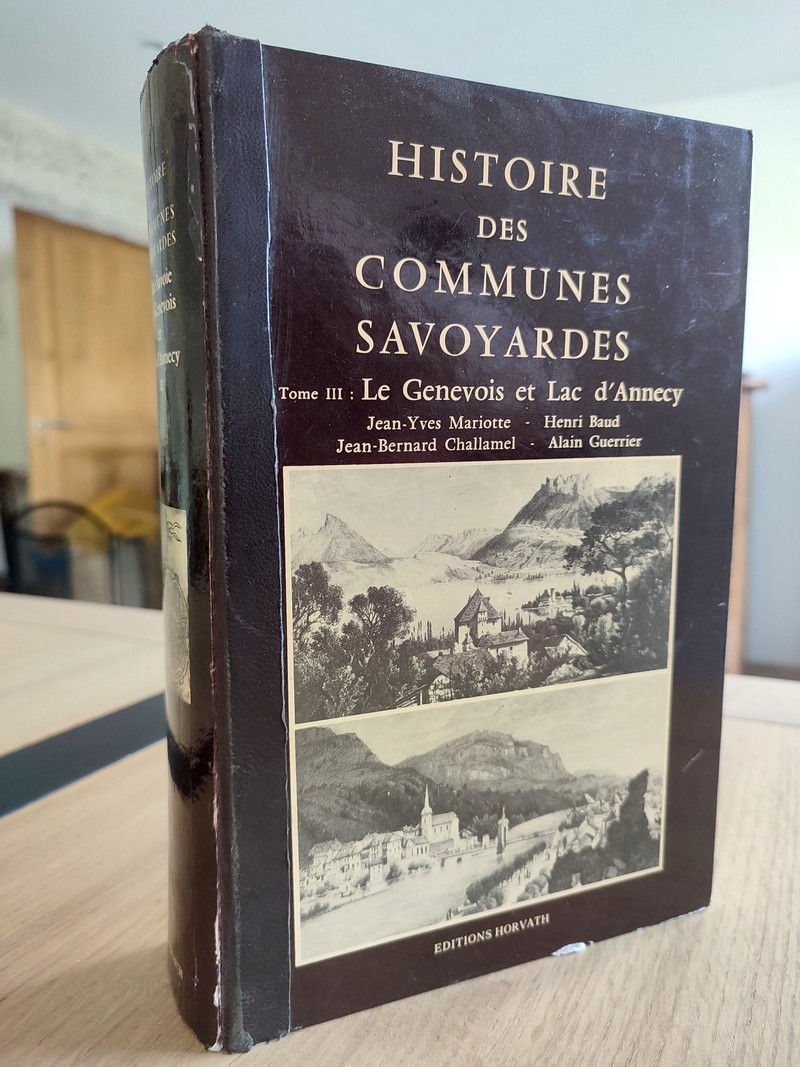 HISTOIRE
DES
COMMUNES
SAVOYARDES
Tome III : Le Genevois et Lac d'Annecy
Jean-Yves Mariotte - Henri Baud
Jean-Bernard Challamel - Alain Guerrier
EDITIONS HORVATH